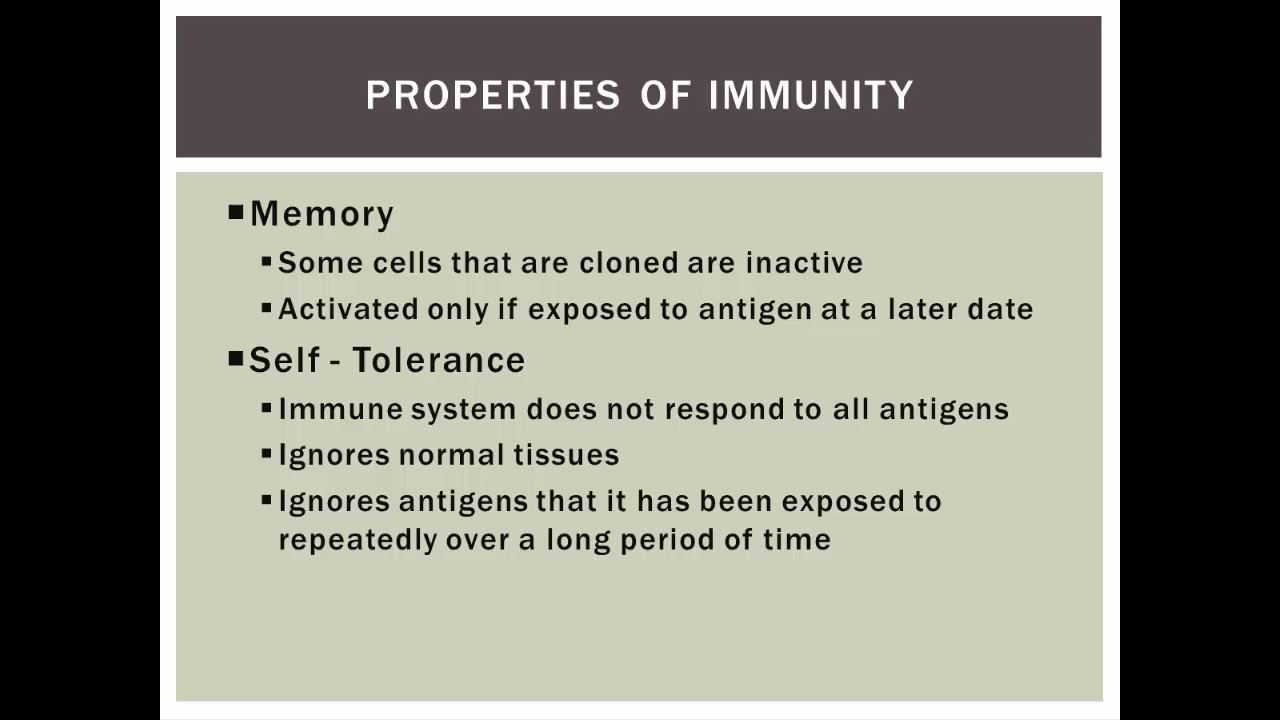 PROPERTIES OF IMMUNITY
▪Memory
▪Some cells that are cloned are inactive
▪Activated only if exposed to antigen at a later date
▪Self - Tolerance
▪Immune system does not respond to all antigens
▪Ignores normal tissues
▪Ignores antigens that it has been exposed to
repeatedly over a long period of time